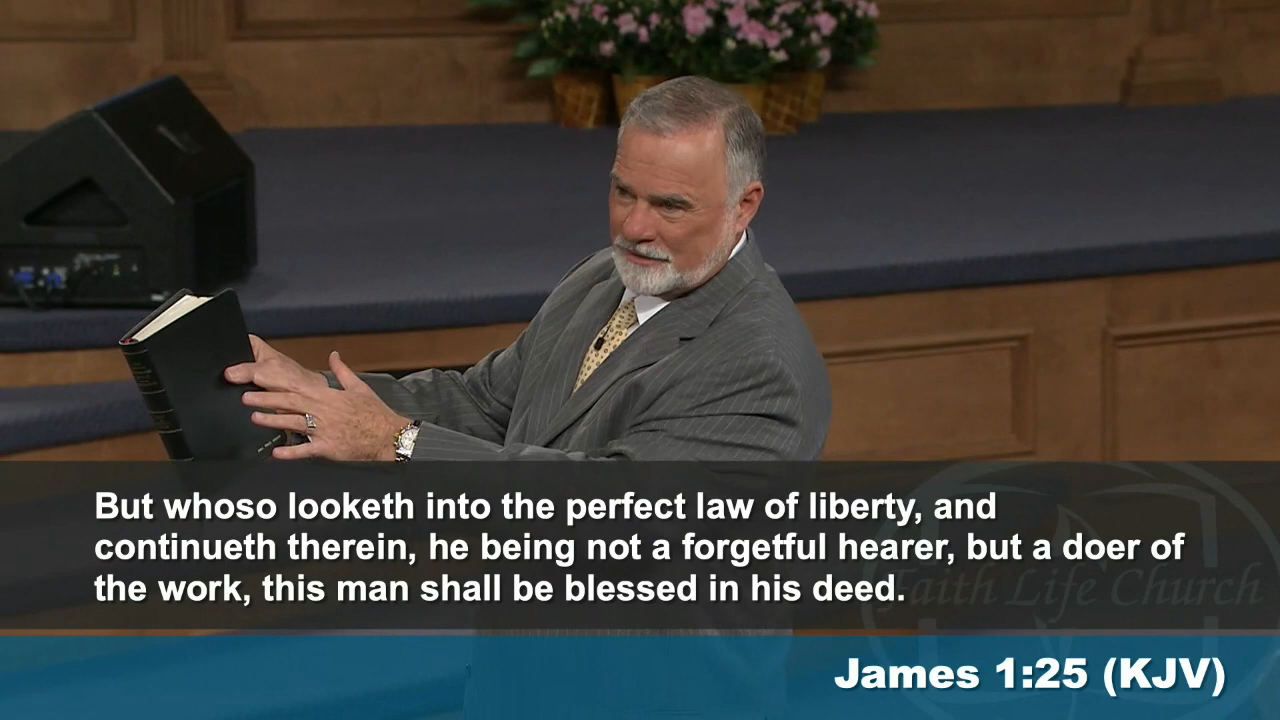 But whoso looketh into the perfect law of liberty, and
continueth therein, he being not a forgetful hearer, but a doer of
the work, this man shall be blessed in his deed.
Faith Life Church
James 1:25 (KJV)